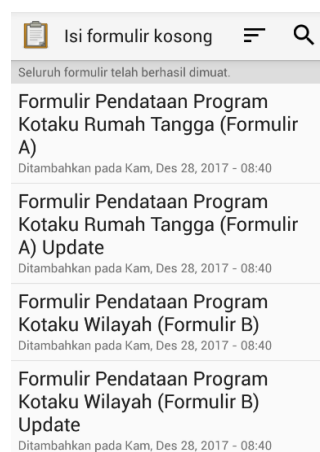 Isi formulir kosong
Seluruh formulir telah berhasil dimuat.
Formulir Pendataan Program
Kotaku Rumah Tangga (Formulir
A)
Ditambahkan pada Kam, Des 28, 2017 - 08:40
Formulir Pendataan Program
Kotaku Rumah Tangga (Formulir
A) Update
Ditambahkan pada Kam, Des 28, 2017 - 08:40
Formulir Pendataan Program
Kotaku Wilayah (Formulir B)
Ditambahkan pada Kam, Des 28, 2017 - 08:40
Formulir Pendataan Program
Kotaku Wilayah (Formulir B)
Update
Ditambahkan pada Kam, Des 28, 2017 - 08:40